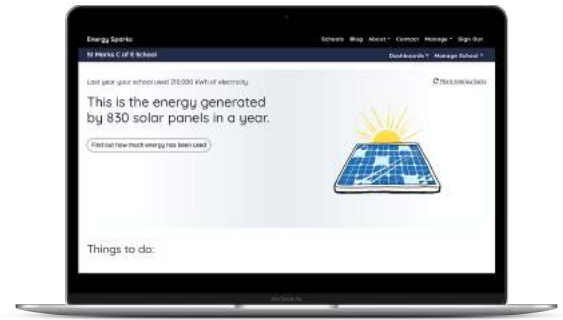 Energy Sparks
Schools Blog About Contact Manage Sign Out
St Marks C of E School
Dashboards Manage School
Last year your school used 210,000 kWh of electricity
This is the energy generated
by 830 solar panels in a year.
Find out how much energy has been used
Things to do: